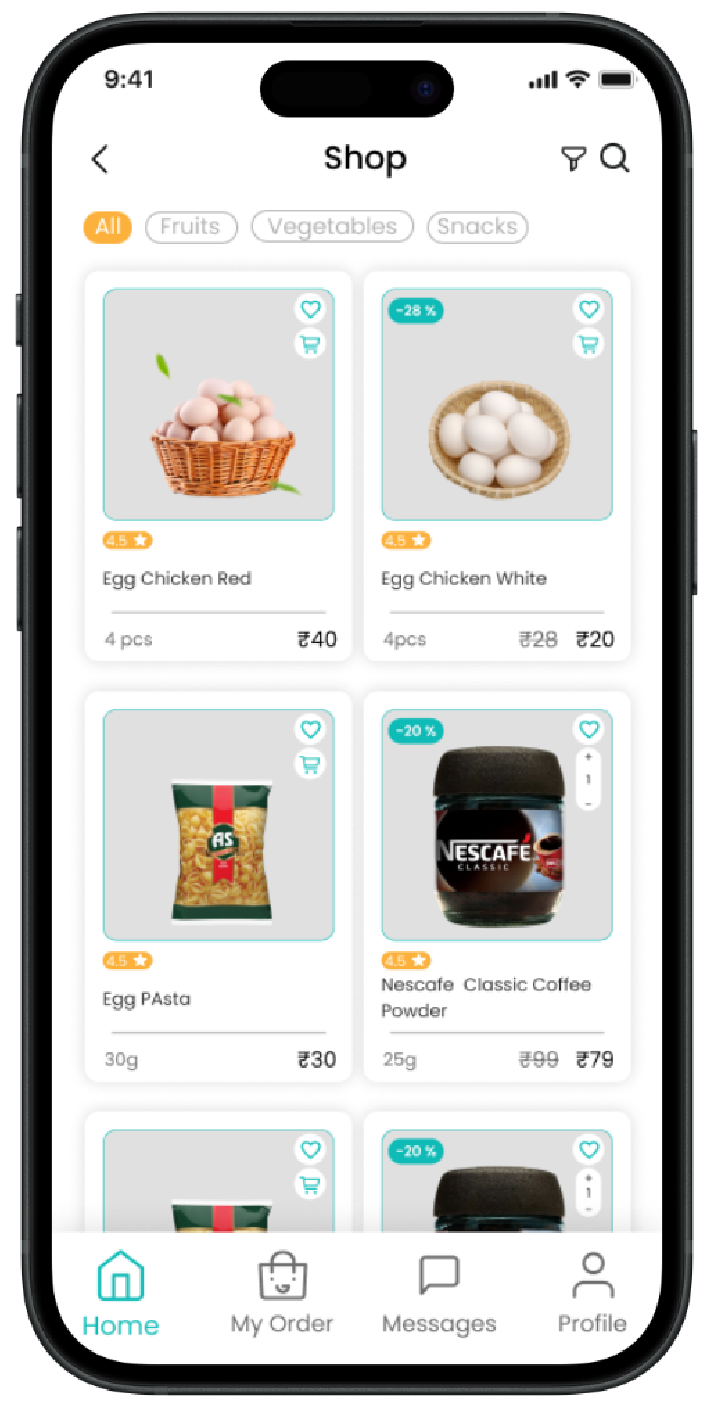 9:41
Shop
All Fruits Vegetables Snacks
-28 %
4.5 4.5
Egg Chicken Red Egg Chicken White
4 pcs ₹40 4pcs ₹28 ₹20
-20 %
+
1
-
AS
NESCAFÉ
CLASSIC
4.5 4.5
Egg PAsta Nescafe Classic Coffee
Powder
30g ₹30 25g ₹99 ₹79
-20 %
+
1
-
Home My Order Messages Profile